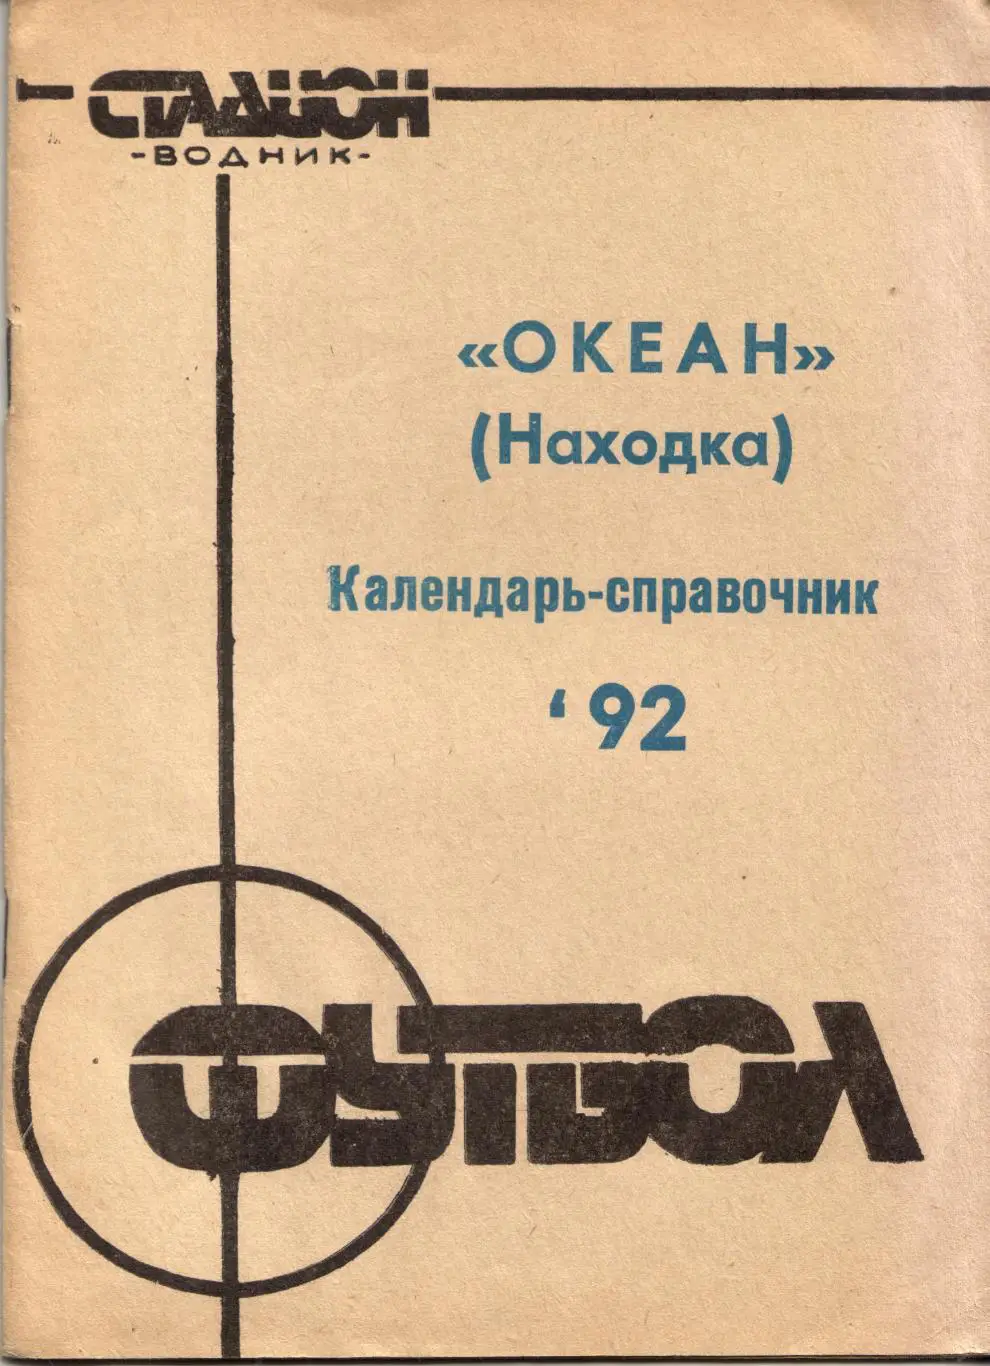 СТАДИОН
-ВОДНИК-
«ОКЕАН»
(Находка)
Календарь-справочник
‘92
ФУТБОЛ